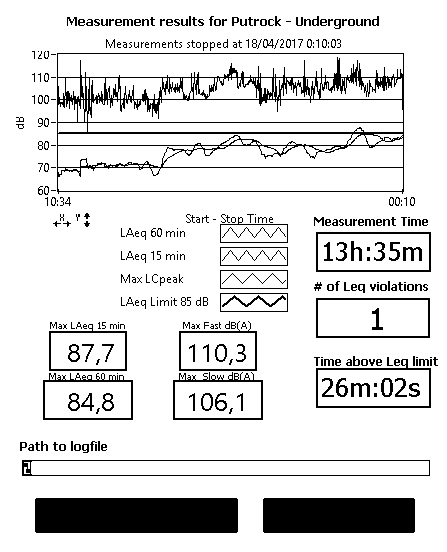 Measurement results for Putrock - Underground
Measurements stopped at 18/04/2017 0:10:03
120
110
100
dB
90
80
70
60
10:34
00:10
X Y
Start - Stop Time
LAeq 60 min
LAeq 15 min
Max LCpeak
LAeq Limit 85 dB
Measurement Time
13h:35m
# of Leq violations
1
Max LAeq 15 min
87,7
Max Fast dB(A)
110,3
Time above Leq limit
26m:02s
Max LAeq 60 min
84,8
Max Slow dB(A)
106,1
Path to logfile